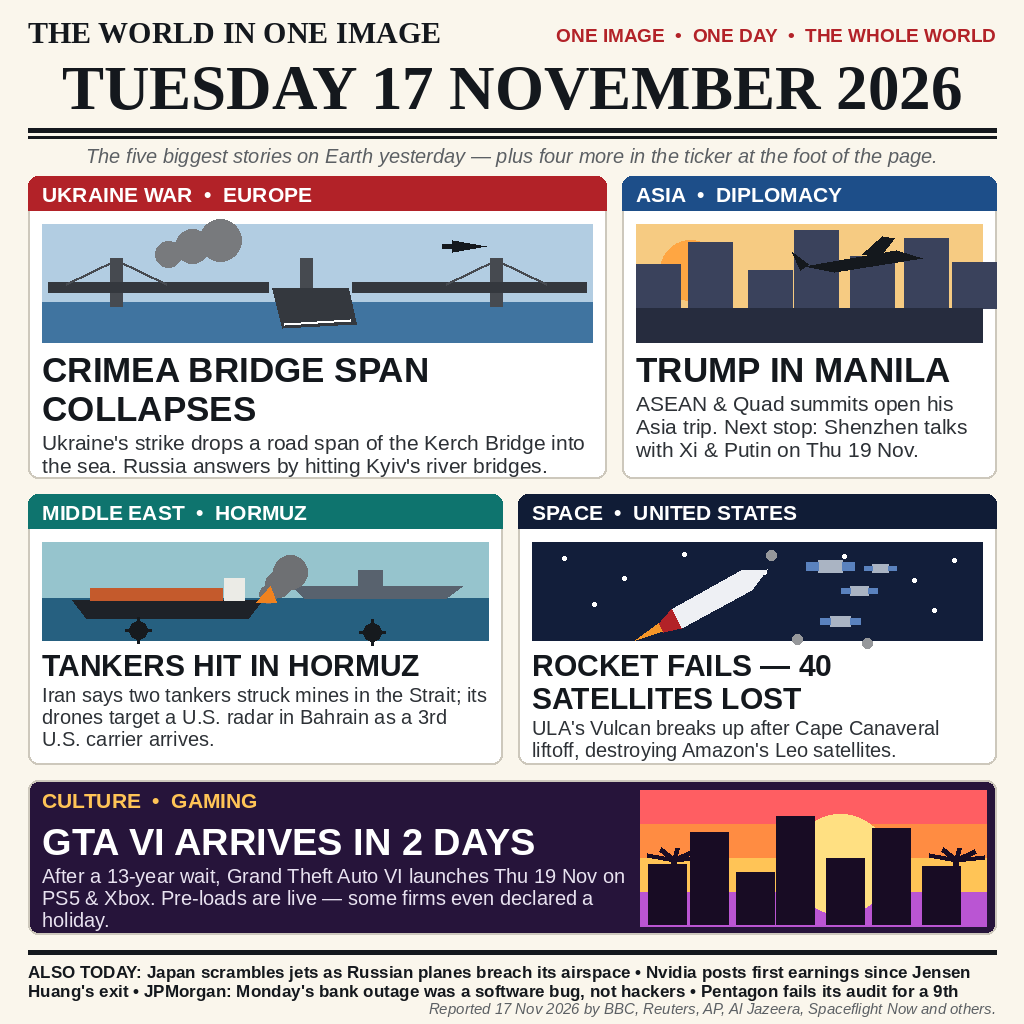 THE WORLD IN ONE IMAGE
ONE IMAGE • ONE DAY • THE WHOLE WORLD
TUESDAY 17 NOVEMBER 2026
The five biggest stories on Earth yesterday — plus four more in the ticker at the foot of the page.
UKRAINE WAR • EUROPE
CRIMEA BRIDGE SPAN
COLLAPSES
Ukraine's strike drops a road span of the Kerch Bridge into
the sea. Russia answers by hitting Kyiv's river bridges.
ASIA • DIPLOMACY
TRUMP IN MANILA
ASEAN & Quad summits open his
Asia trip. Next stop: Shenzhen talks
with Xi & Putin on Thu 19 Nov.
MIDDLE EAST • HORMUZ
TANKERS HIT IN HORMUZ
Iran says two tankers struck mines in the Strait; its
drones target a U.S. radar in Bahrain as a 3rd
U.S. carrier arrives.
SPACE • UNITED STATES
ROCKET FAILS — 40
SATELLITES LOST
ULA's Vulcan breaks up after Cape Canaveral
liftoff, destroying Amazon's Leo satellites.
CULTURE • GAMING
GTA VI ARRIVES IN 2 DAYS
After a 13-year wait, Grand Theft Auto VI launches Thu 19 Nov on
PS5 & Xbox. Pre-loads are live — some firms even declared a
holiday.
ALSO TODAY: Japan scrambles jets as Russian planes breach its airspace • Nvidia posts first earnings since Jensen
Huang's exit • JPMorgan: Monday's bank outage was a software bug, not hackers • Pentagon fails its audit for a 9th
Reported 17 Nov 2026 by BBC, Reuters, AP, Al Jazeera, Spaceflight Now and others.